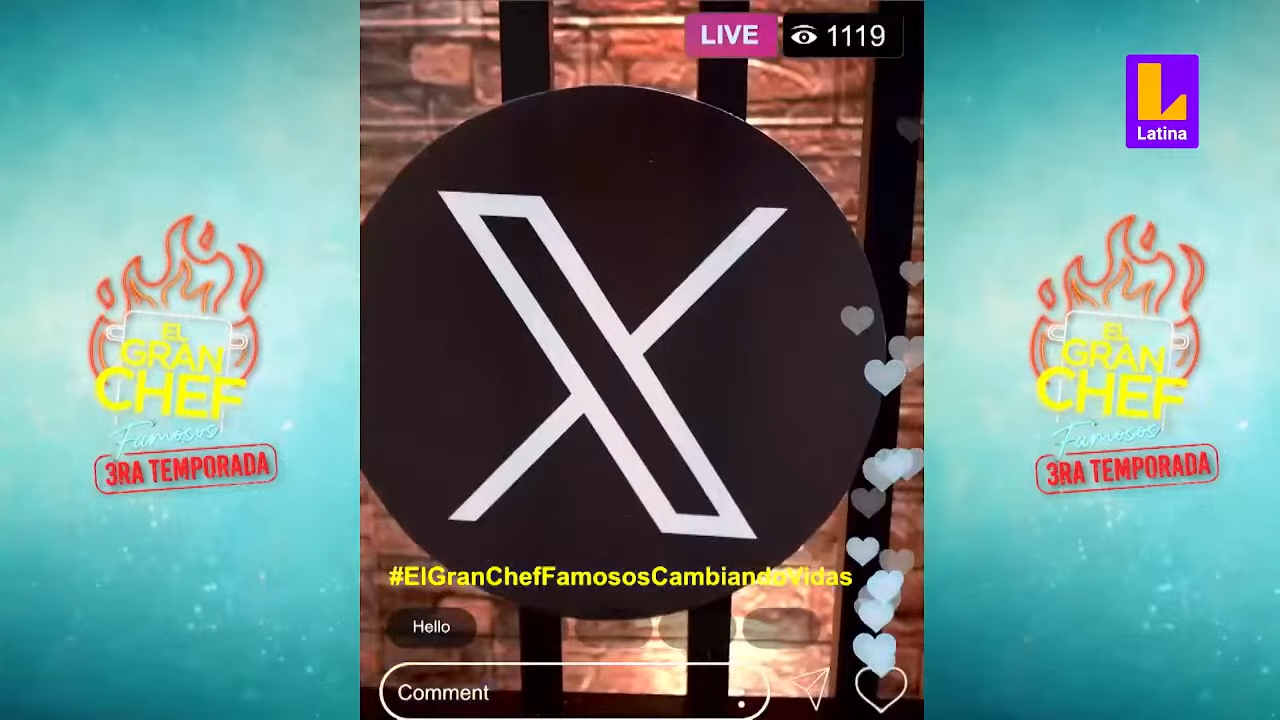 LIVE
1119
Latina
X
EL
GRAN
CHEF
Famosos
3RA TEMPORADA
EL
GRAN
CHEF
Famosos
3RA TEMPORADA
#ElGranChefFamososCambiandoVidas
Hello
Comment